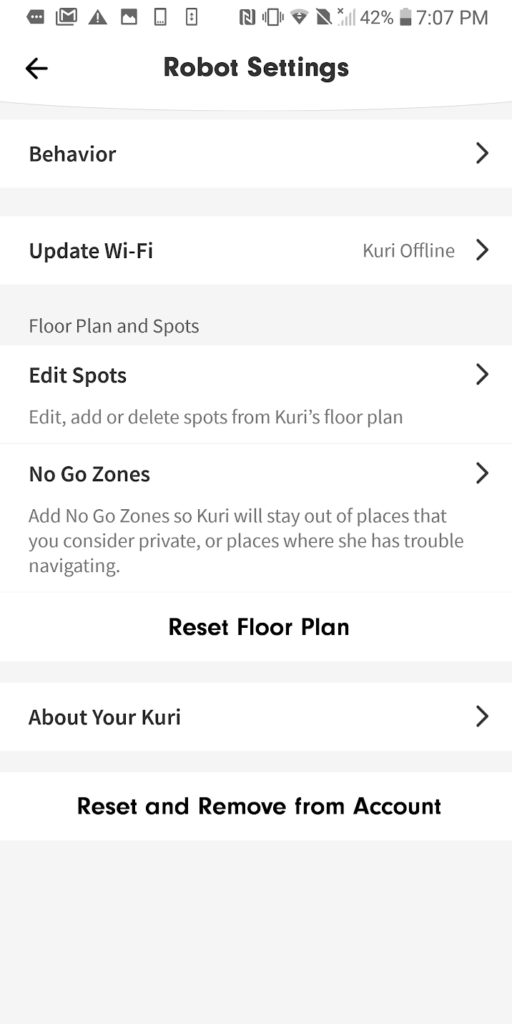 42% 7:07 PM
Robot Settings
Behavior
Update Wi-Fi Kuri Offline
Floor Plan and Spots
Edit Spots
Edit, add or delete spots from Kuri’s floor plan
No Go Zones
Add No Go Zones so Kuri will stay out of places that
you consider private, or places where she has trouble
navigating.
Reset Floor Plan
About Your Kuri
Reset and Remove from Account